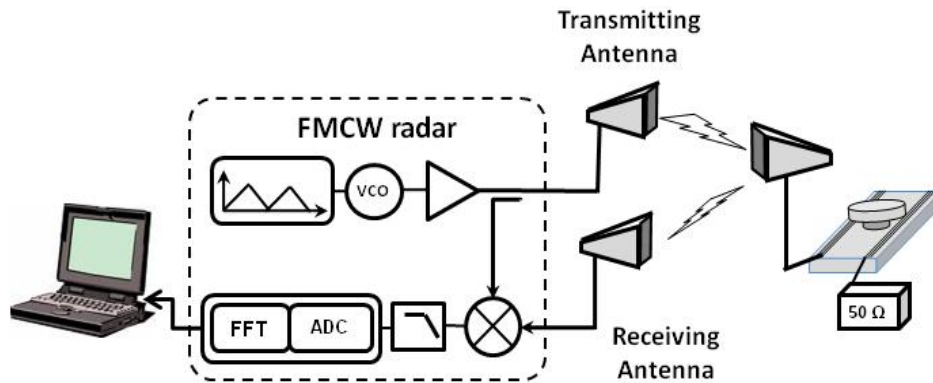 Transmitting
Antenna
FMCW radar
VCO
FFT
ADC
50 Ω
Receiving
Antenna